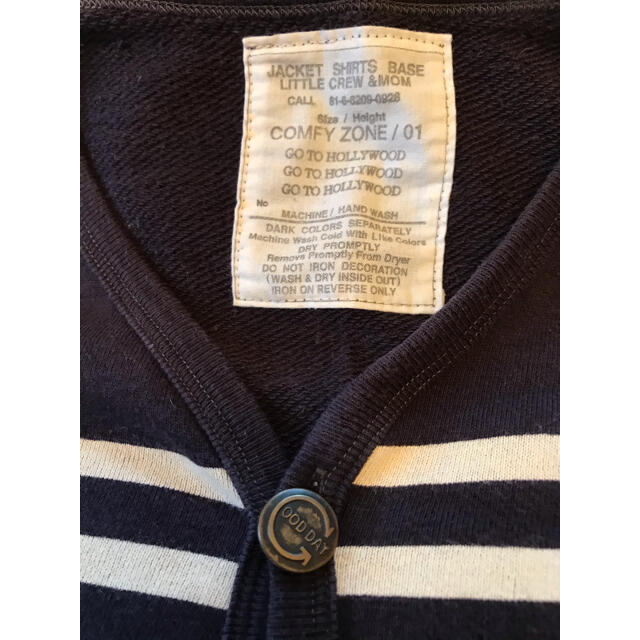 JACKET SHIRTS BASE
LITTLE CREW & MOM
CALL 81-6-6209-0926
Size / Height
COMFY ZONE / 01
GO TO HOLLYWOOD
GO TO HOLLYWOOD
GO TO HOLLYWOOD
No
MACHINE / HAND WASH
DARK COLORS SEPARATELY
Machine Wash Cold With Like Colors
DRY PROMPTLY
Remove Promptly From Dryer
DO NOT IRON DECORATION
(WASH & DRY INSIDE OUT)
IRON ON REVERSE ONLY
GOOD DAY